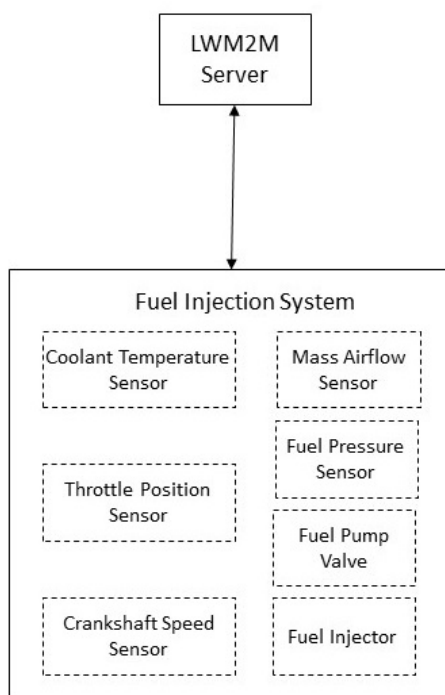 LWM2M
Server
Fuel Injection System
Coolant Temperature
Sensor
Mass Airflow
Sensor
Fuel Pressure
Sensor
Throttle Position
Sensor
Fuel Pump
Valve
Crankshaft Speed
Sensor
Fuel Injector